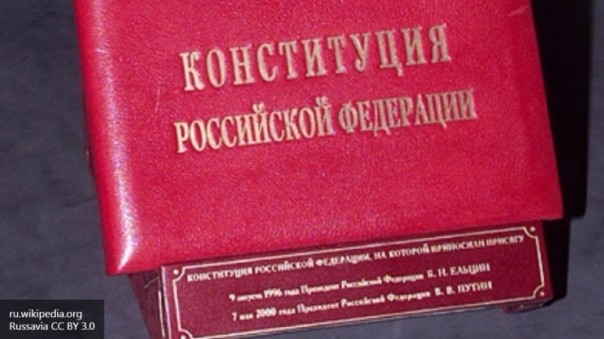 КОНСТИТУЦИЯ
РОССИЙСКОЙ ФЕДЕРАЦИИ
КОНСТИТУЦИЯ РОССИЙСКОЙ ФЕДЕРАЦИИ, НА КОТОРОЙ ПРИНОСИЛИ ПРИСЯГУ
9 августа 1996 года Президент Российской Федерации Б. Н. ЕЛЬЦИН
7 мая 2000 года Президент Российской Федерации В. В. ПУТИН
ru.wikipedia.org
Russavia CC BY 3.0